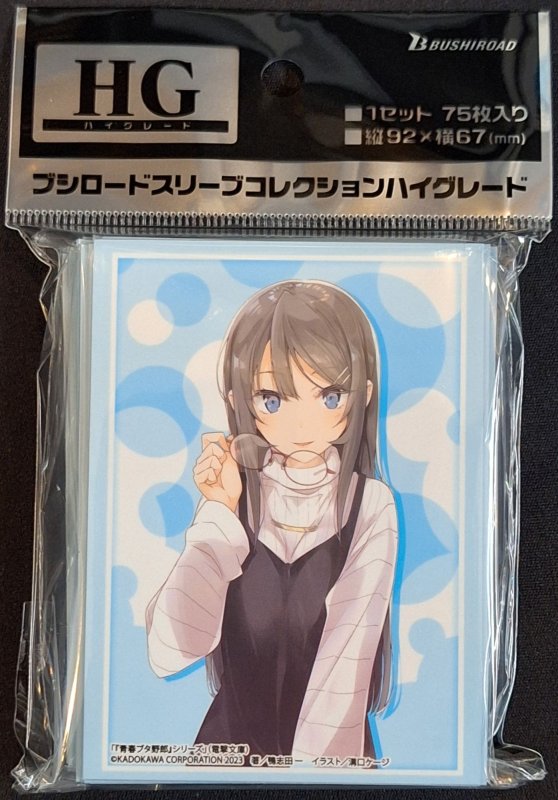 HG
ハイグレード
BUSHIROAD
■1セット 75枚入り
■縦92×横67(mm)
ブシロードスリーブコレクションハイグレード
「『青春ブタ野郎』シリーズ」(電撃文庫)
©KADOKAWA CORPORATION 2023 著/鴨志田一 イラスト/溝口ケージ